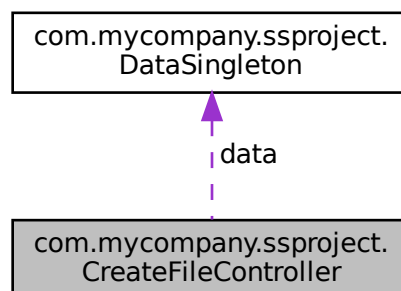 com.mycompany.ssproject.
DataSingleton
data
com.mycompany.ssproject.
CreateFileController